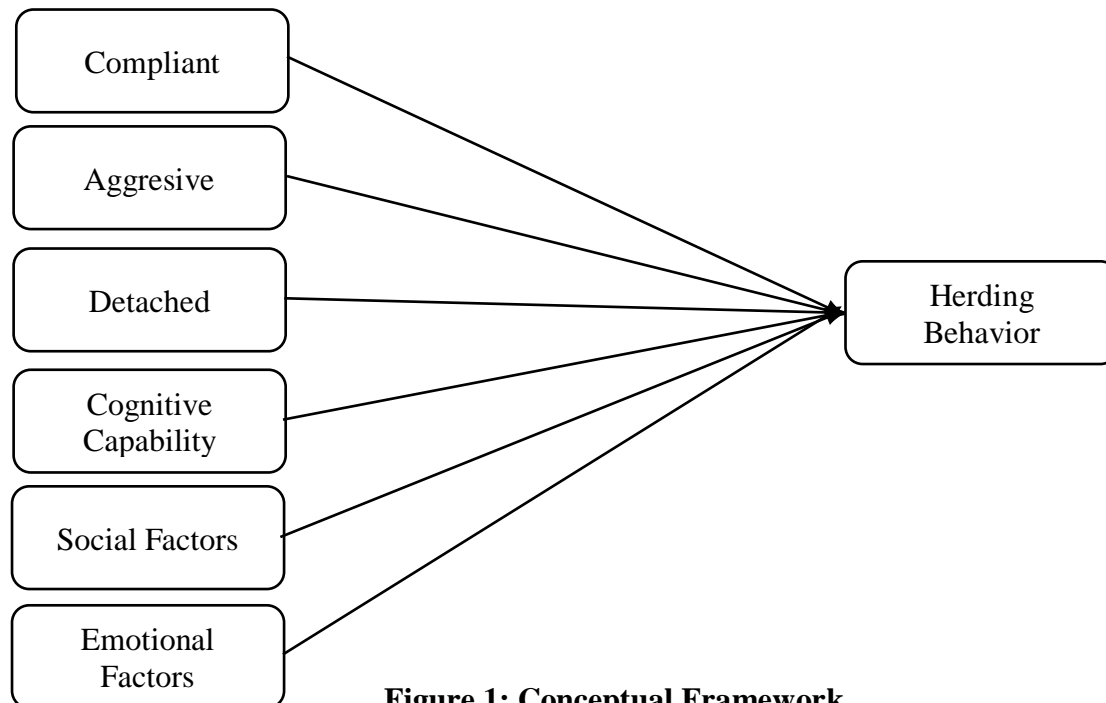 Compliant
Aggresive
Detached
Cognitive
Capability
Social Factors
Emotional
Factors
Herding
Behavior
Figure 1: Conceptual Framework